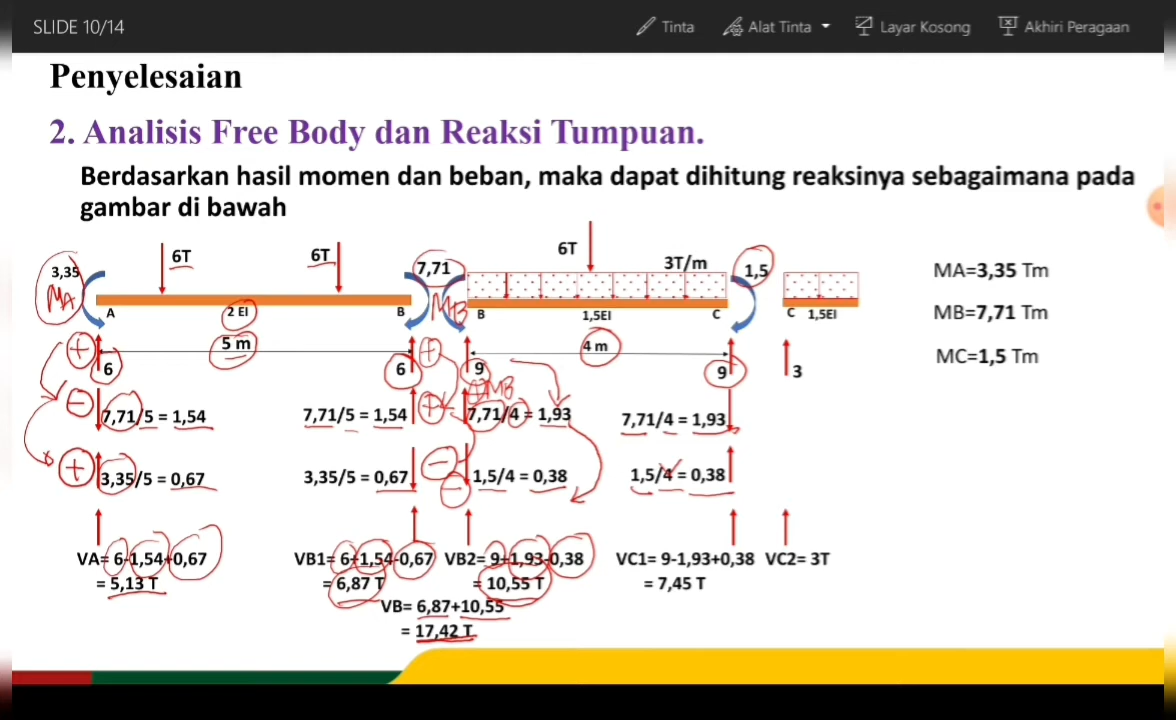 SLIDE 10/14
Tinta Alat Tinta Layar Kosong Akhiri Peragaan
Penyelesaian
2. Analisis Free Body dan Reaksi Tumpuan.
Berdasarkan hasil momen dan beban, maka dapat dihitung reaksinya sebagaimana pada
gambar di bawah
6T 6T 6T
3,35 7,71 3T/m 1,5 MA=3,35 Tm
MA MB
A 2 EI B B 1,5EI C C 1,5EI MB=7,71 Tm
5 m 4 m MC=1,5 Tm
+ 6 6 + 9 9 3
+MB
- 7,71/5 = 1,54 7,71/5 = 1,54 + 7,71/4 = 1,93 7,71/4 = 1,93
+ 3,35/5 = 0,67 3,35/5 = 0,67 - - 1,5/4 = 0,38 1,5/4 = 0,38
VA= 6-1,54+0,67 VB1= 6+1,54-0,67 VB2= 9+1,93-0,38 VC1= 9-1,93+0,38 VC2= 3T
= 5,13 T = 6,87 T = 10,55 T = 7,45 T
VB= 6,87+10,55
= 17,42 T